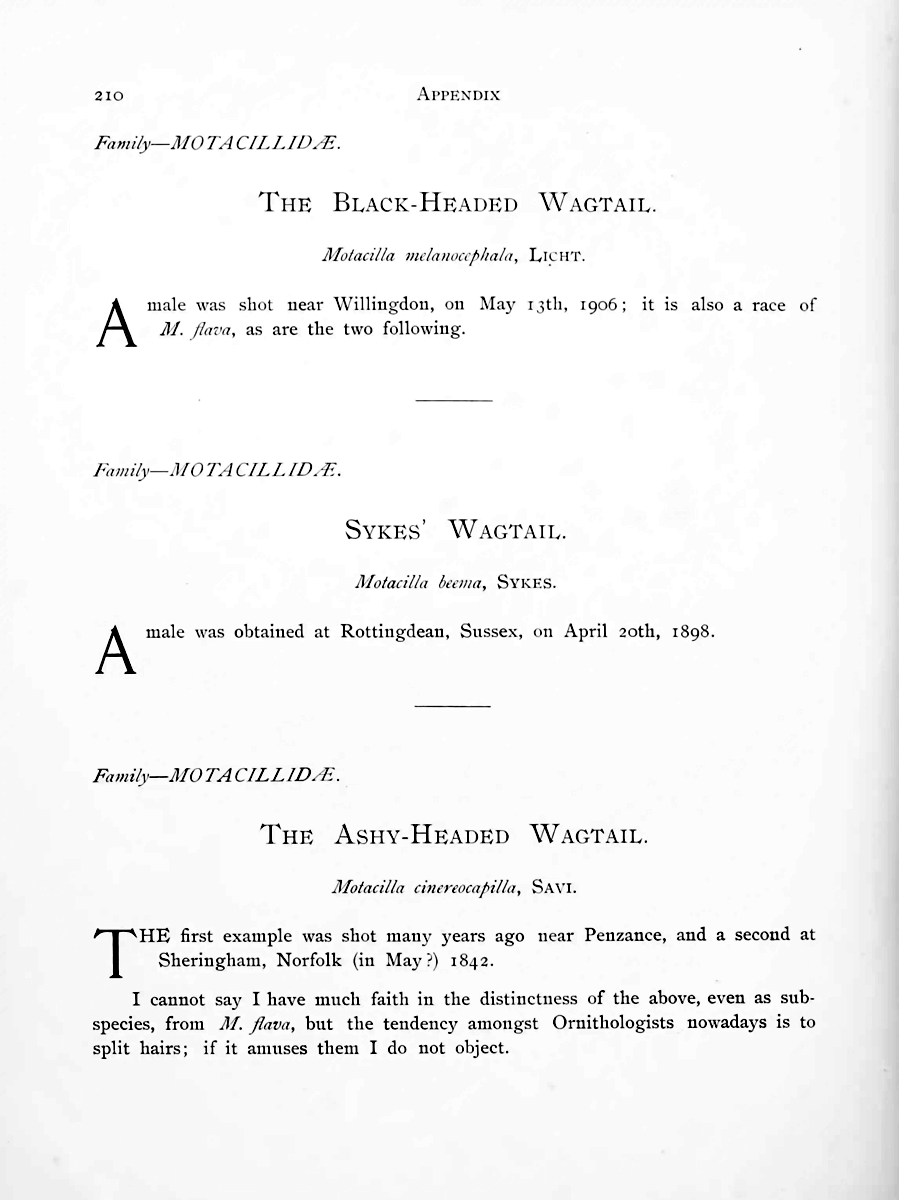 210 APPENDIX
Family—MOTACILLIDÆ.
THE BLACK-HEADED WAGTAIL.
Motacilla melanocephala, LICHT.
A male was shot near Willingdon, on May 13th, 1906; it is also a race of
M. flava, as are the two following.
Family—MOTACILLIDÆ.
SYKES' WAGTAIL.
Motacilla beema, SYKES.
A male was obtained at Rottingdean, Sussex, on April 20th, 1898.
Family—MOTACILLIDÆ.
THE ASHY-HEADED WAGTAIL.
Motacilla cinereocapilla, SAVI.
THE first example was shot many years ago near Penzance, and a second at
Sheringham, Norfolk (in May?) 1842.
I cannot say I have much faith in the distinctness of the above, even as sub-
species, from M. flava, but the tendency amongst Ornithologists nowadays is to
split hairs; if it amuses them I do not object.